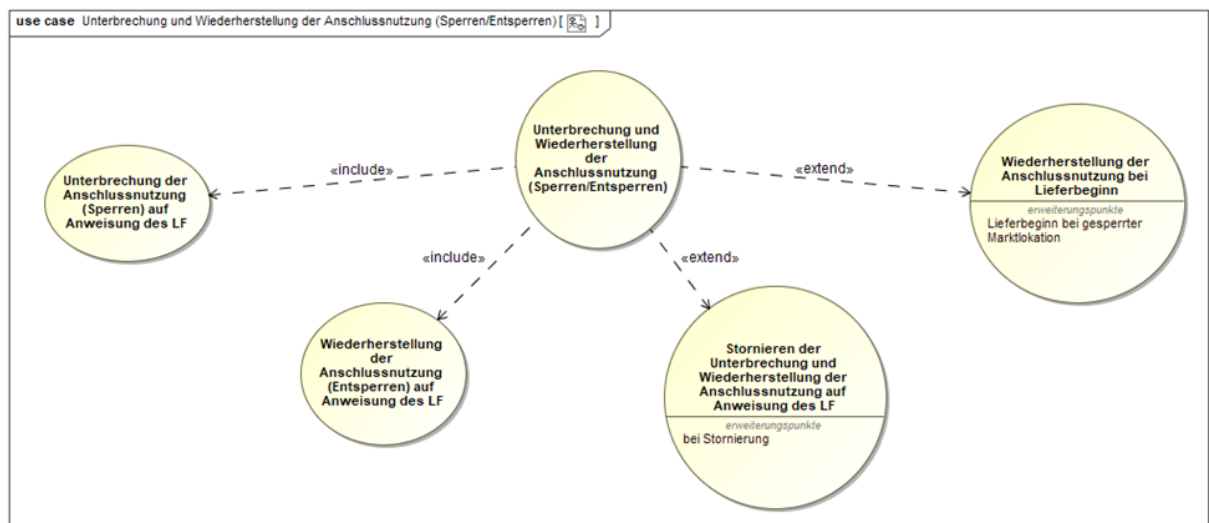 use case Unterbrechung und Wiederherstellung der Anschlussnutzung (Sperren/Entsperren) [ ]
Unterbrechung und
Wiederherstellung
der
Anschlussnutzung
(Sperren/Entsperren)
«include»
Unterbrechung der
Anschlussnutzung
(Sperren) auf
Anweisung des LF
«include»
Wiederherstellung
der
Anschlussnutzung
(Entsperren) auf
Anweisung des LF
«extend»
Stornieren der
Unterbrechung und
Wiederherstellung der
Anschlussnutzung auf
Anweisung des LF
erweiterungspunkte
bei Stornierung
«extend»
Wiederherstellung der
Anschlussnutzung bei
Lieferbeginn
erweiterungspunkte
Lieferbeginn bei gesperrter
Marktlokation